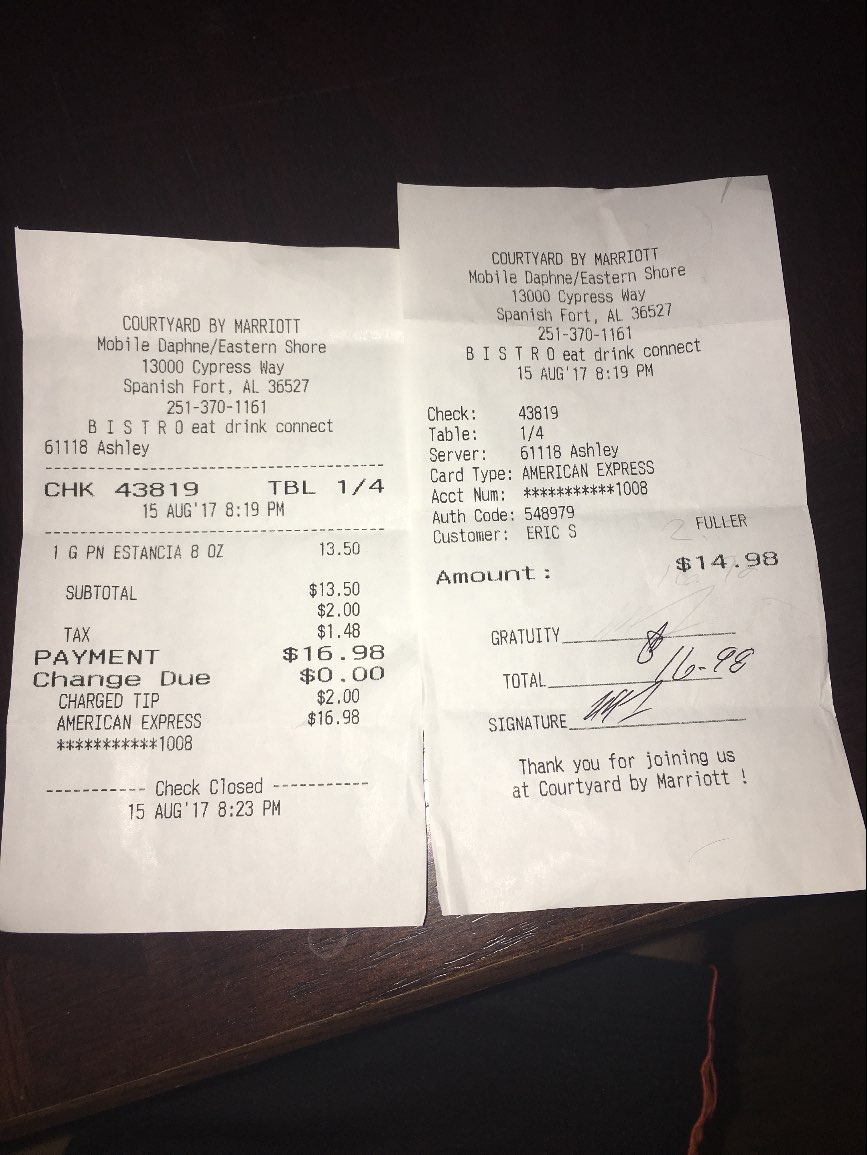 COURTYARD BY MARRIOTT
Mobile Daphne/Eastern Shore
13000 Cypress Way
Spanish Fort, AL 36527
251-370-1161
B I S T R O eat drink connect
61118 Ashley
CHK 43819 TBL 1/4
15 AUG'17 8:19 PM
1 G PN ESTANCIA 8 OZ 13.50
SUBTOTAL $13.50
$2.00
TAX $1.48
PAYMENT $16.98
Change Due $0.00
CHARGED TIP $2.00
AMERICAN EXPRESS $16.98
***********1008
----------- Check Closed -----------
15 AUG'17 8:23 PM
COURTYARD BY MARRIOTT
Mobile Daphne/Eastern Shore
13000 Cypress Way
Spanish Fort, AL 36527
251-370-1161
B I S T R O eat drink connect
15 AUG'17 8:19 PM
Check: 43819
Table: 1/4
Server: 61118 Ashley
Card Type: AMERICAN EXPRESS
Acct Num: ***********1008
Auth Code: 548979
Customer: ERIC S FULLER
Amount: $14.98
GRATUITY
TOTAL 16-98
SIGNATURE
Thank you for joining us
at Courtyard by Marriott !